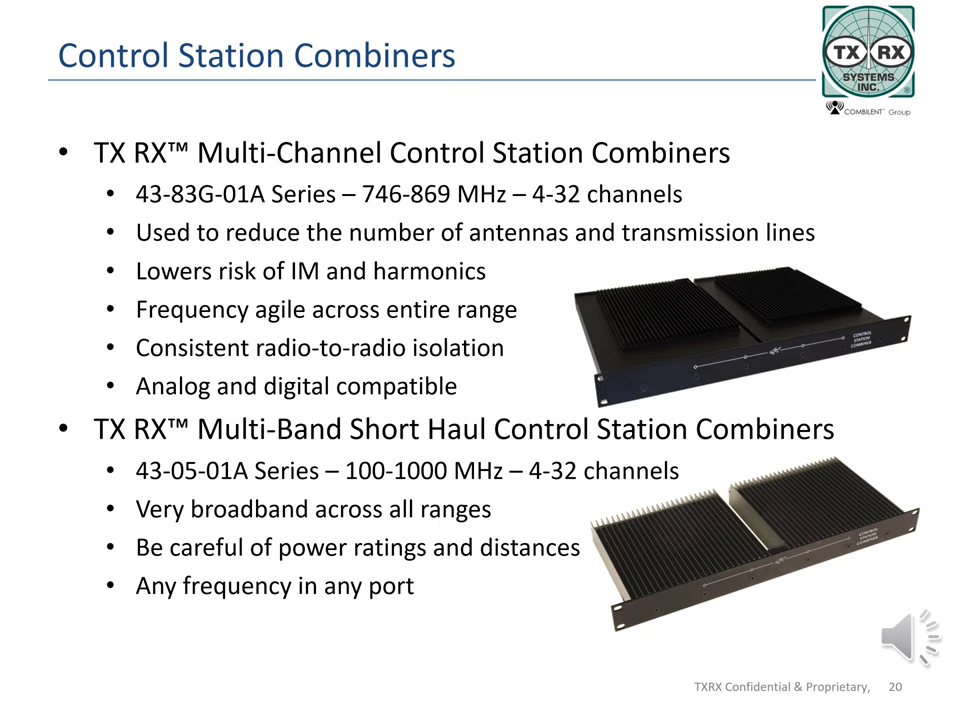 Control Station Combiners
TX RX
SYSTEMS
INC.
®
COMBILENT™ Group
• TX RX™ Multi-Channel Control Station Combiners
• 43-83G-01A Series – 746-869 MHz – 4-32 channels
• Used to reduce the number of antennas and transmission lines
• Lowers risk of IM and harmonics
• Frequency agile across entire range
• Consistent radio-to-radio isolation
• Analog and digital compatible
CONTROL
STATION
COMBINER
• TX RX™ Multi-Band Short Haul Control Station Combiners
• 43-05-01A Series – 100-1000 MHz – 4-32 channels
• Very broadband across all ranges
• Be careful of power ratings and distances
• Any frequency in any port
CONTROL
STATION
COMBINER
TXRX Confidential & Proprietary, 20